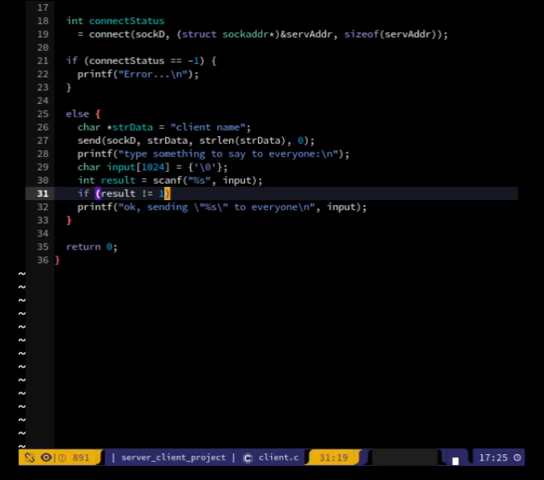 17
18 int connectStatus
19 = connect(sockD, (struct sockaddr*)&servAddr, sizeof(servAddr));
20
21 if (connectStatus == -1) {
22 printf("Error...\n");
23 }
24
25 else {
26 char *strData = "client name";
27 send(sockD, strData, strlen(strData), 0);
28 printf("type something to say to everyone:\n");
29 char input[1024] = {'\0'};
30 int result = scanf("%s", input);
31 if (result != 1)
32 printf("ok, sending \"%s\" to everyone\n", input);
33 }
34
35 return 0;
36 }
~
~
~
~
~
~
~
~
~
~
~
~
~
~
891 | server_client_project | © client.c 31:19 17:25